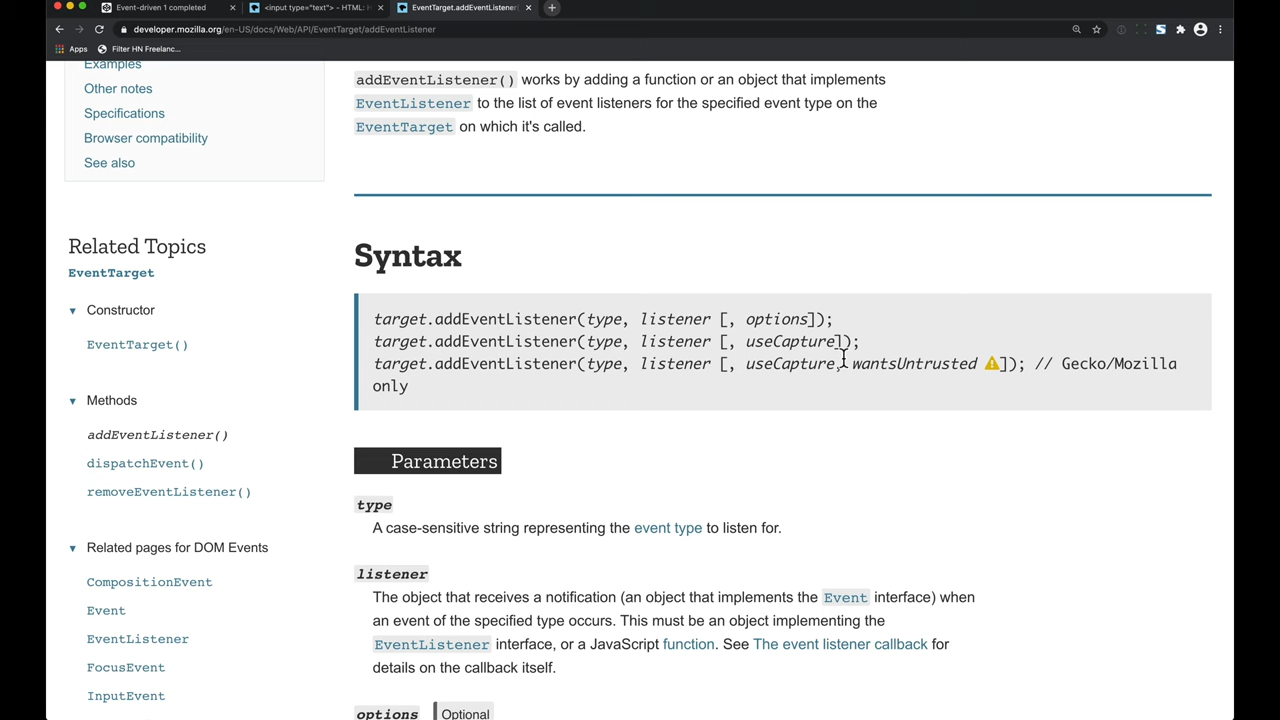 Event-driven 1 completed
<input type="text"> - HTML: H
EventTarget.addEventListener
developer.mozilla.org/en-US/docs/Web/API/EventTarget/addEventListener
Apps
Filter HN Freelanc...
Examples
Other notes
Specifications
Browser compatibility
See also
Related Topics
EventTarget
Constructor
EventTarget()
Methods
addEventListener()
dispatchEvent()
removeEventListener()
Related pages for DOM Events
CompositionEvent
Event
EventListener
FocusEvent
InputEvent
addEventListener() works by adding a function or an object that implements
EventListener to the list of event listeners for the specified event type on the
EventTarget on which it's called.
Syntax
target.addEventListener(type, listener [, options]);
target.addEventListener(type, listener [, useCapture]);
target.addEventListener(type, listener [, useCapture, wantsUntrusted ⚠]); // Gecko/Mozilla
only
Parameters
type
A case-sensitive string representing the event type to listen for.
listener
The object that receives a notification (an object that implements the Event interface) when
an event of the specified type occurs. This must be an object implementing the
EventListener interface, or a JavaScript function. See The event listener callback for
details on the callback itself.
options Optional